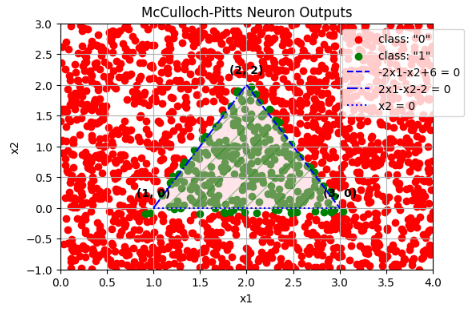 McCulloch-Pitts Neuron Outputs
3.0
2.5
2.0
1.5
1.0
0.5
0.0
−0.5
−1.0
x2
class: "0"
class: "1"
-2x1-x2+6 = 0
2x1-x2-2 = 0
x2 = 0
(2, 2)
(1, 0)
(3, 0)
0.0 0.5 1.0 1.5 2.0 2.5 3.0 3.5 4.0
x1